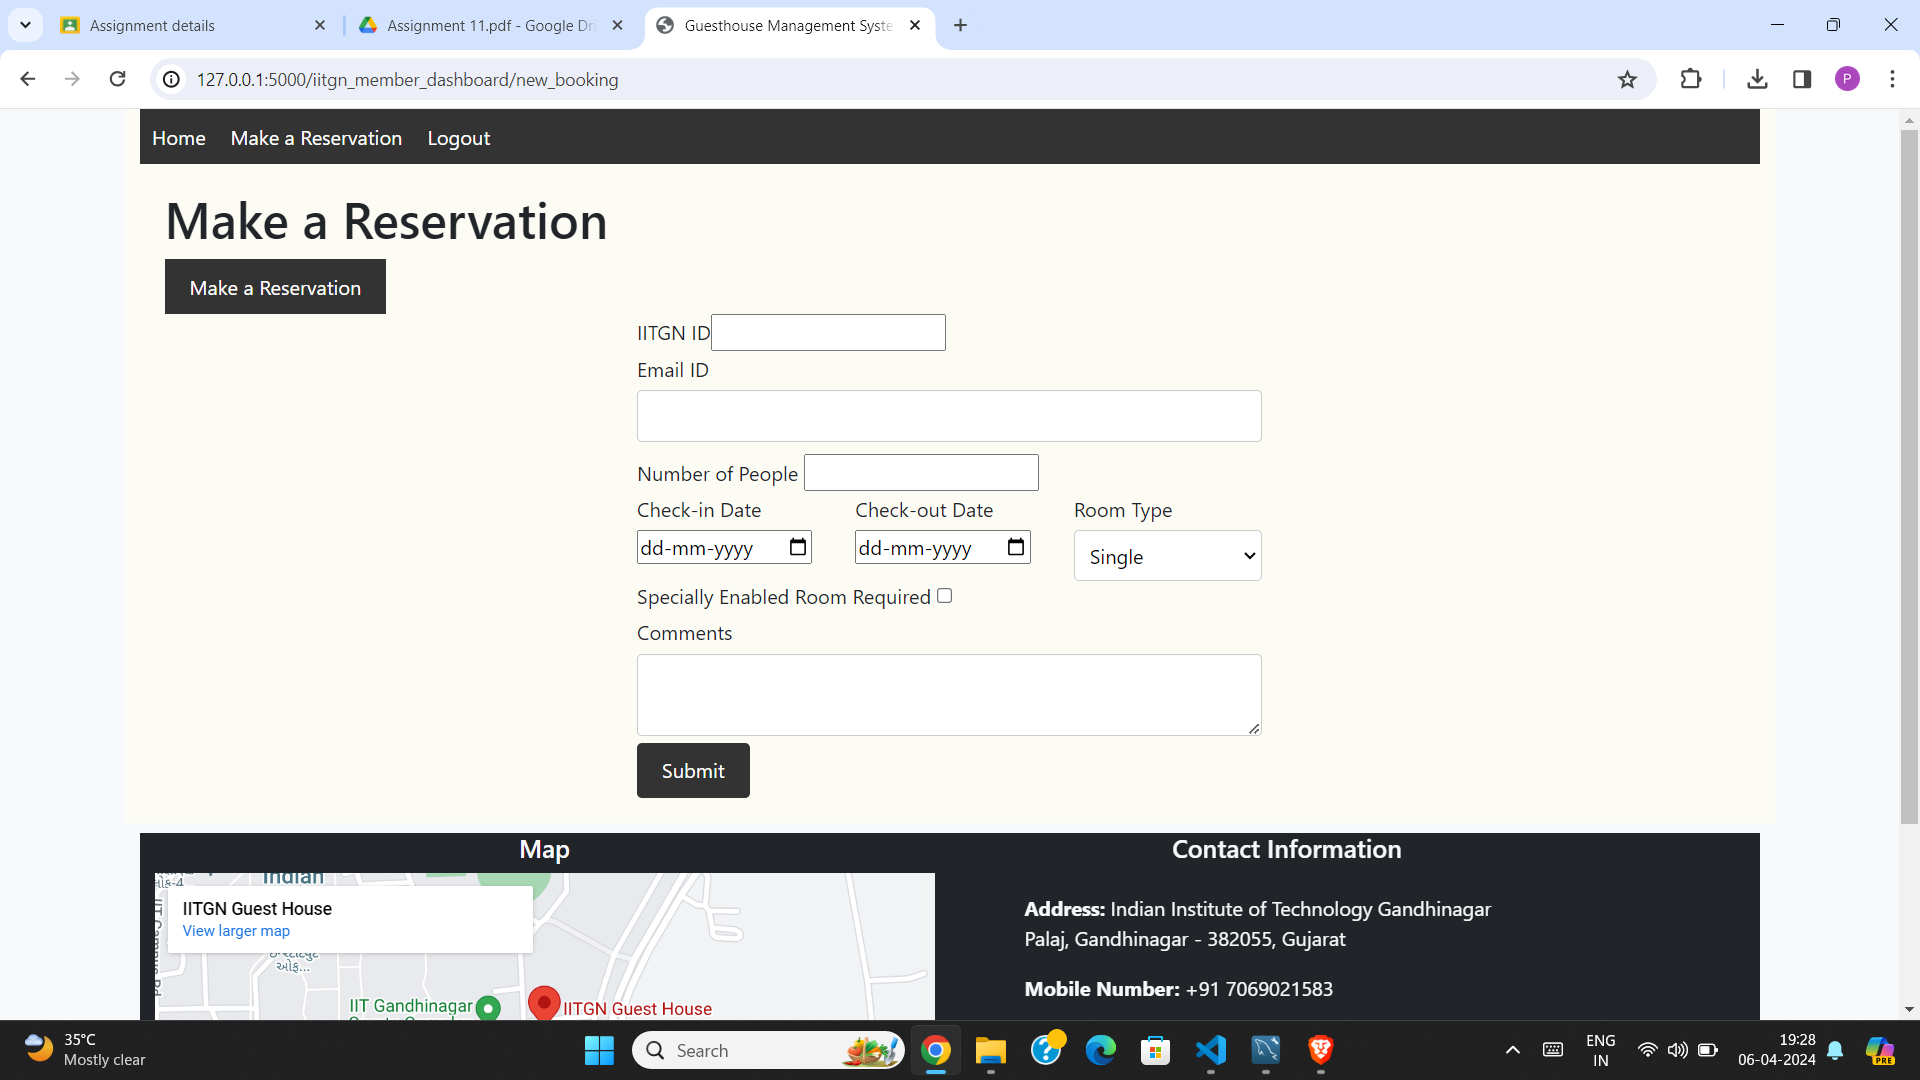 Assignment details
Assignment 11.pdf - Google Dri
Guesthouse Management Syste
127.0.0.1:5000/iitgn_member_dashboard/new_booking
P
Home Make a Reservation Logout
Make a Reservation
Make a Reservation
IITGN ID
Email ID
Number of People
Check-in Date Check-out Date Room Type
dd-mm-yyyy dd-mm-yyyy Single
Specially Enabled Room Required
Comments
Submit
Map
IITGN Guest House
View larger map
IIT Gandhinagar
IITGN Guest House
Contact Information
Address: Indian Institute of Technology Gandhinagar
Palaj, Gandhinagar - 382055, Gujarat
Mobile Number: +91 7069021583
35°C
Mostly clear
Search
PRE
ENG
IN
19:28
06-04-2024